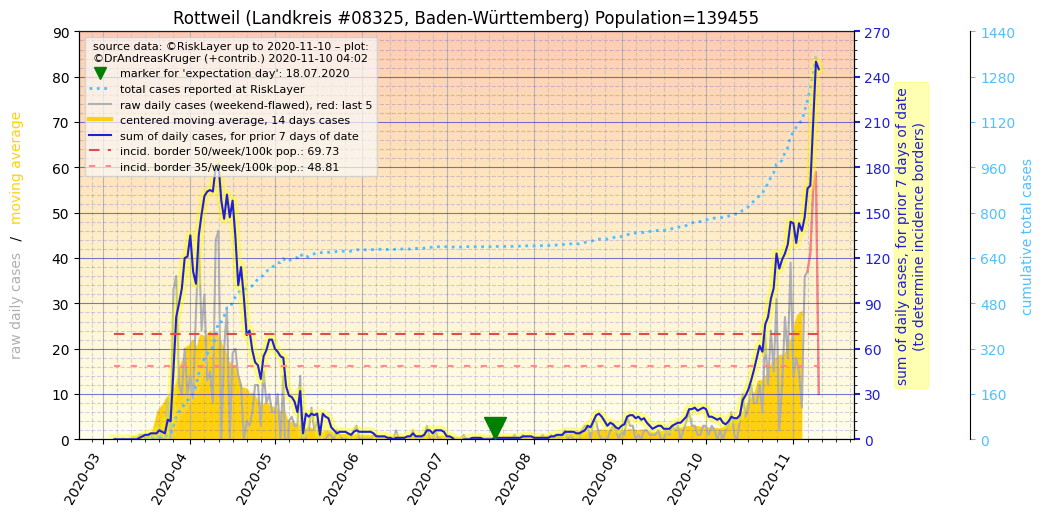 Rottweil (Landkreis #08325, Baden-Württemberg) Population=139455
source data: ©RiskLayer up to 2020-11-10 – plot:
©DrAndreasKruger (+contrib.) 2020-11-10 04:02
marker for 'expectation day': 18.07.2020
total cases reported at RiskLayer
raw daily cases (weekend-flawed), red: last 5
centered moving average, 14 days cases
sum of daily cases, for prior 7 days of date
incid. border 50/week/100k pop.: 69.73
incid. border 35/week/100k pop.: 48.81
raw daily cases / moving average
90
80
70
60
50
40
30
20
10
0
2020-03
2020-04
2020-05
2020-06
2020-07
2020-08
2020-09
2020-10
2020-11
270
240
210
180
150
120
90
60
30
0
sum of daily cases, for prior 7 days of date
(to determine incidence borders)
1440
1280
1120
960
800
640
480
320
160
0
cumulative total cases